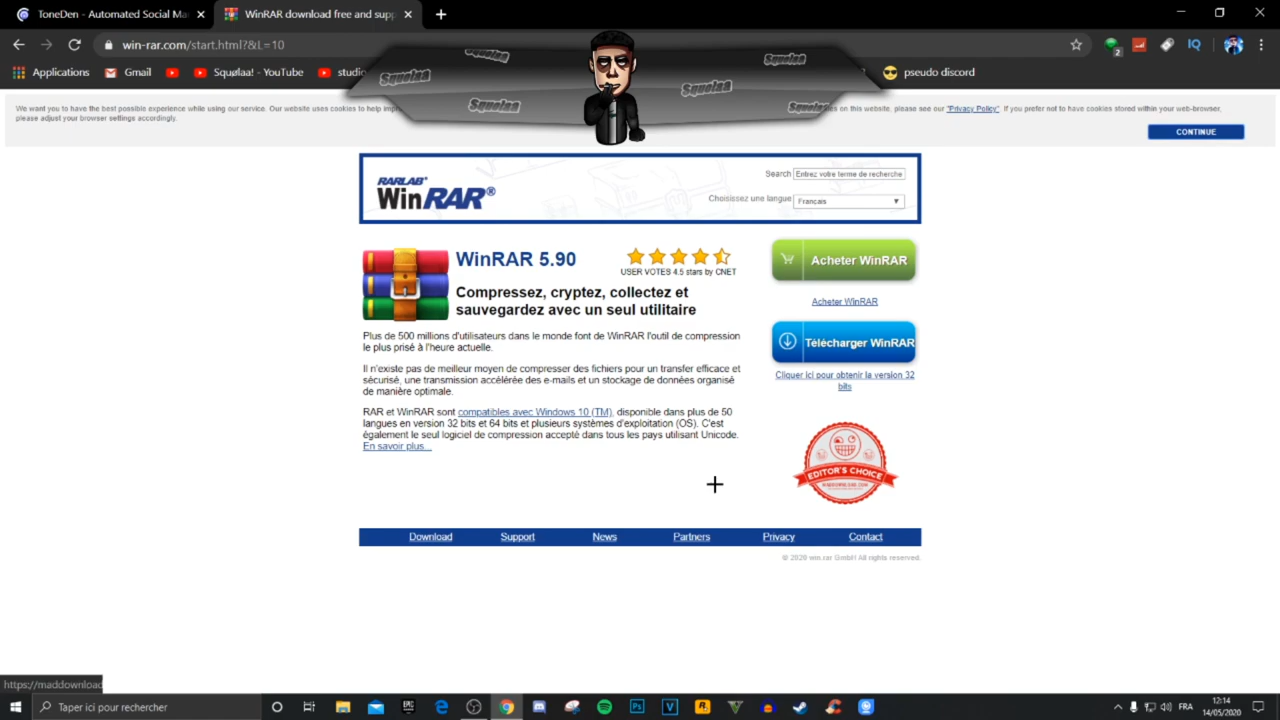 ToneDen - Automated Social Ma
WinRAR download free and supp
win-rar.com/start.html?&L=10
2
IQ
Applications
Gmail
Squølaa! - YouTube
studio
pseudo discord
Squølaa
Squølaa
Squølaa
Squølaa
Squølaa
Squølaa
We want you to have the best possible experience while using our service. Our website uses cookies to help imp
es on this website, please see our "Privacy Policy". If you prefer not to have cookies stored within your web-browser,
please adjust your browser settings accordingly.
CONTINUE
RARLAB®
WinRAR®
Search Entrez votre terme de recherche
Choisissez une langue Français
WinRAR 5.90
USER VOTES 4.5 stars by CNET
Compressez, cryptez, collectez et
sauvegardez avec un seul utilitaire
Plus de 500 millions d'utilisateurs dans le monde font de WinRAR l'outil de compression
le plus prisé à l'heure actuelle.
Il n'existe pas de meilleur moyen de compresser des fichiers pour un transfer efficace et
sécurisé, une transmission accélérée des e-mails et un stockage de données organisé
de manière optimale.
RAR et WinRAR sont compatibles avec Windows 10 (TM), disponible dans plus de 50
langues en version 32 bits et 64 bits et plusieurs systèmes d'exploitation (OS). C'est
également le seul logiciel de compression accepté dans tous les pays utilisant Unicode.
En savoir plus...
Acheter WinRAR
Acheter WinRAR
Télécharger WinRAR
Cliquer ici pour obtenir la version 32
bits
EDITOR'S CHOICE
Download
Support
News
Partners
Privacy
Contact
© 2020 win.rar GmbH All rights reserved.
https://maddownload
Taper ici pour rechercher
EPIC
Ps
V
R
FRA
12:14
14/05/2020